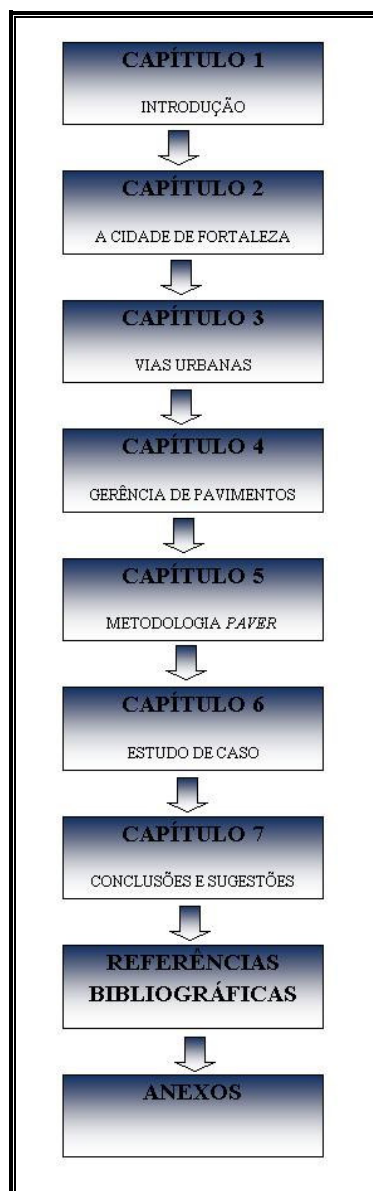 CAPÍTULO 1
INTRODUÇÃO
CAPÍTULO 2
A CIDADE DE FORTALEZA
CAPÍTULO 3
VIAS URBANAS
CAPÍTULO 4
GERÊNCIA DE PAVIMENTOS
CAPÍTULO 5
METODOLOGIA PAVER
CAPÍTULO 6
ESTUDO DE CASO
CAPÍTULO 7
CONCLUSÕES E SUGESTÕES
REFERÊNCIAS
BIBLIOGRÁFICAS
ANEXOS